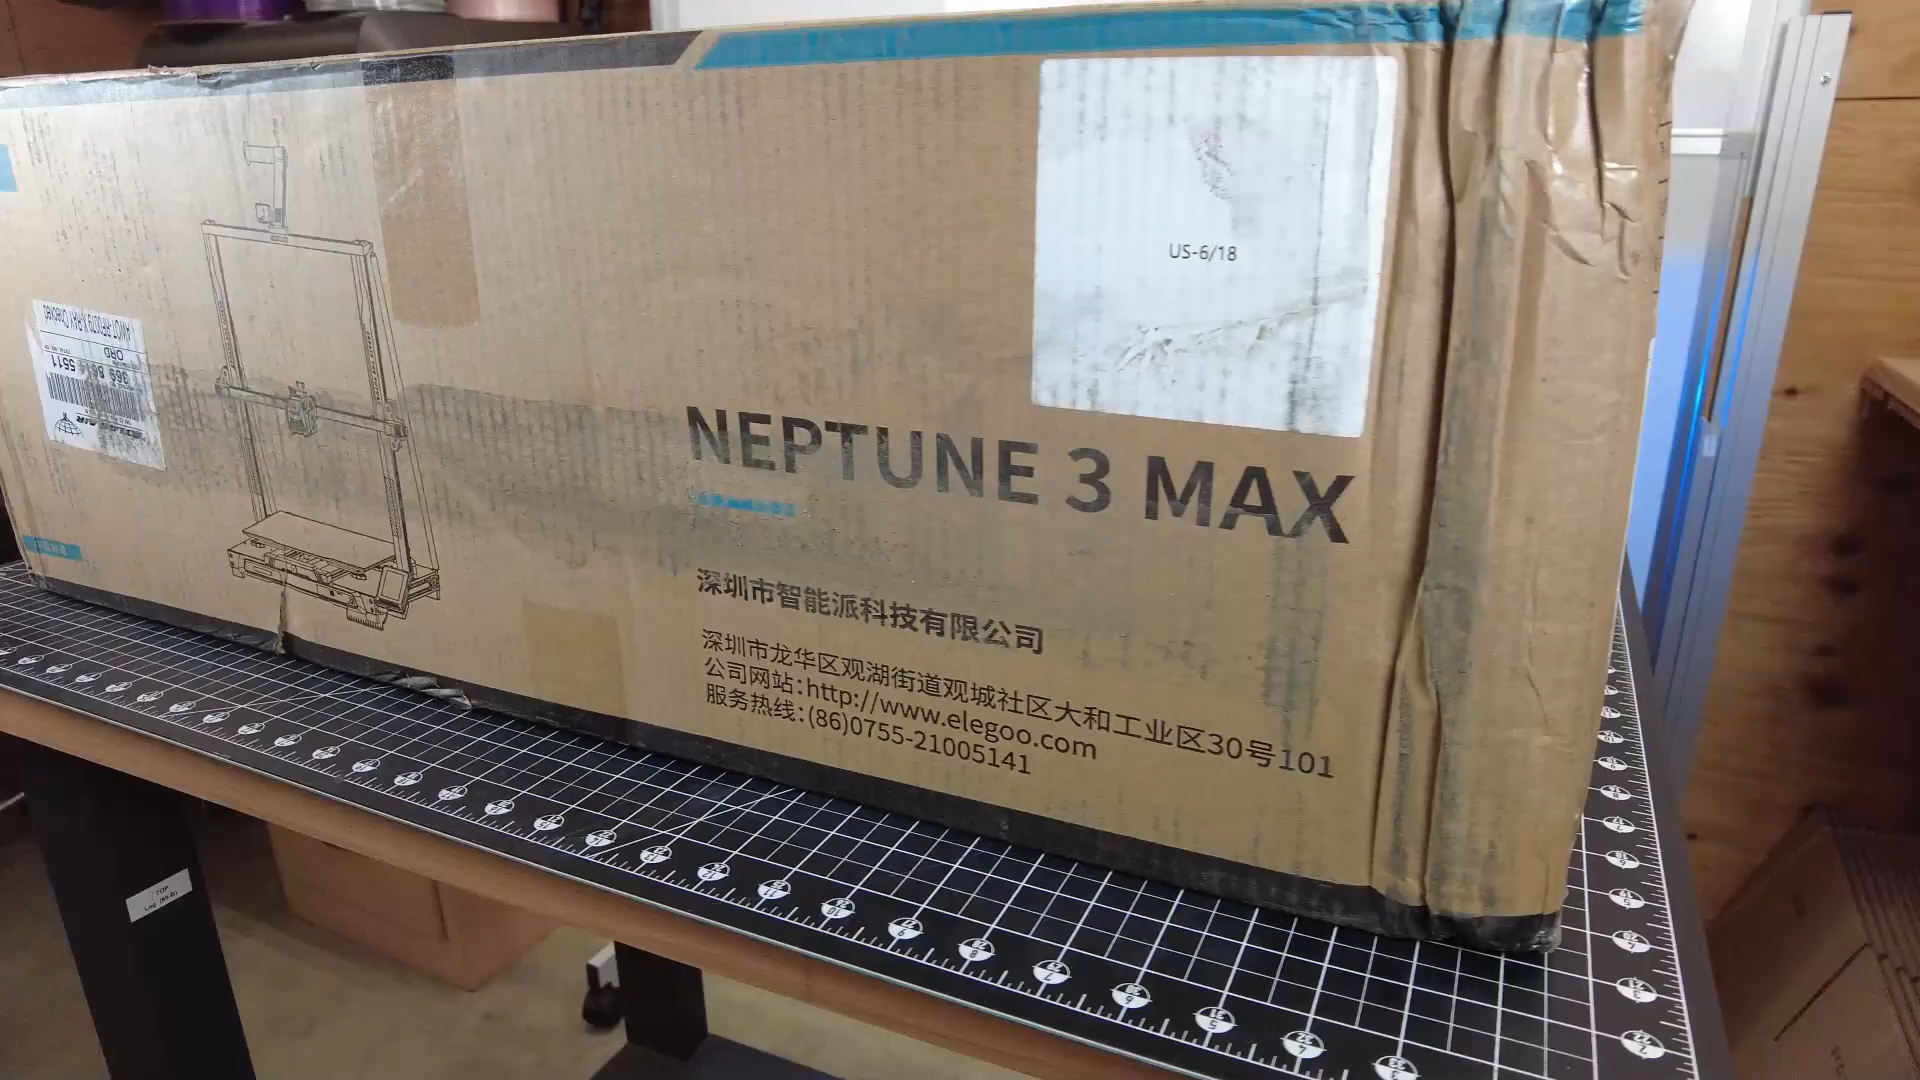 US-6/18
NEPTUNE 3 MAX
深圳市智能派科技有限公司
深圳市龙华区观湖街道观城社区大和工业区30号101
公司网站:http://www.elegoo.com
服务热线:(86)0755-21005141
ORD
5511
TOP